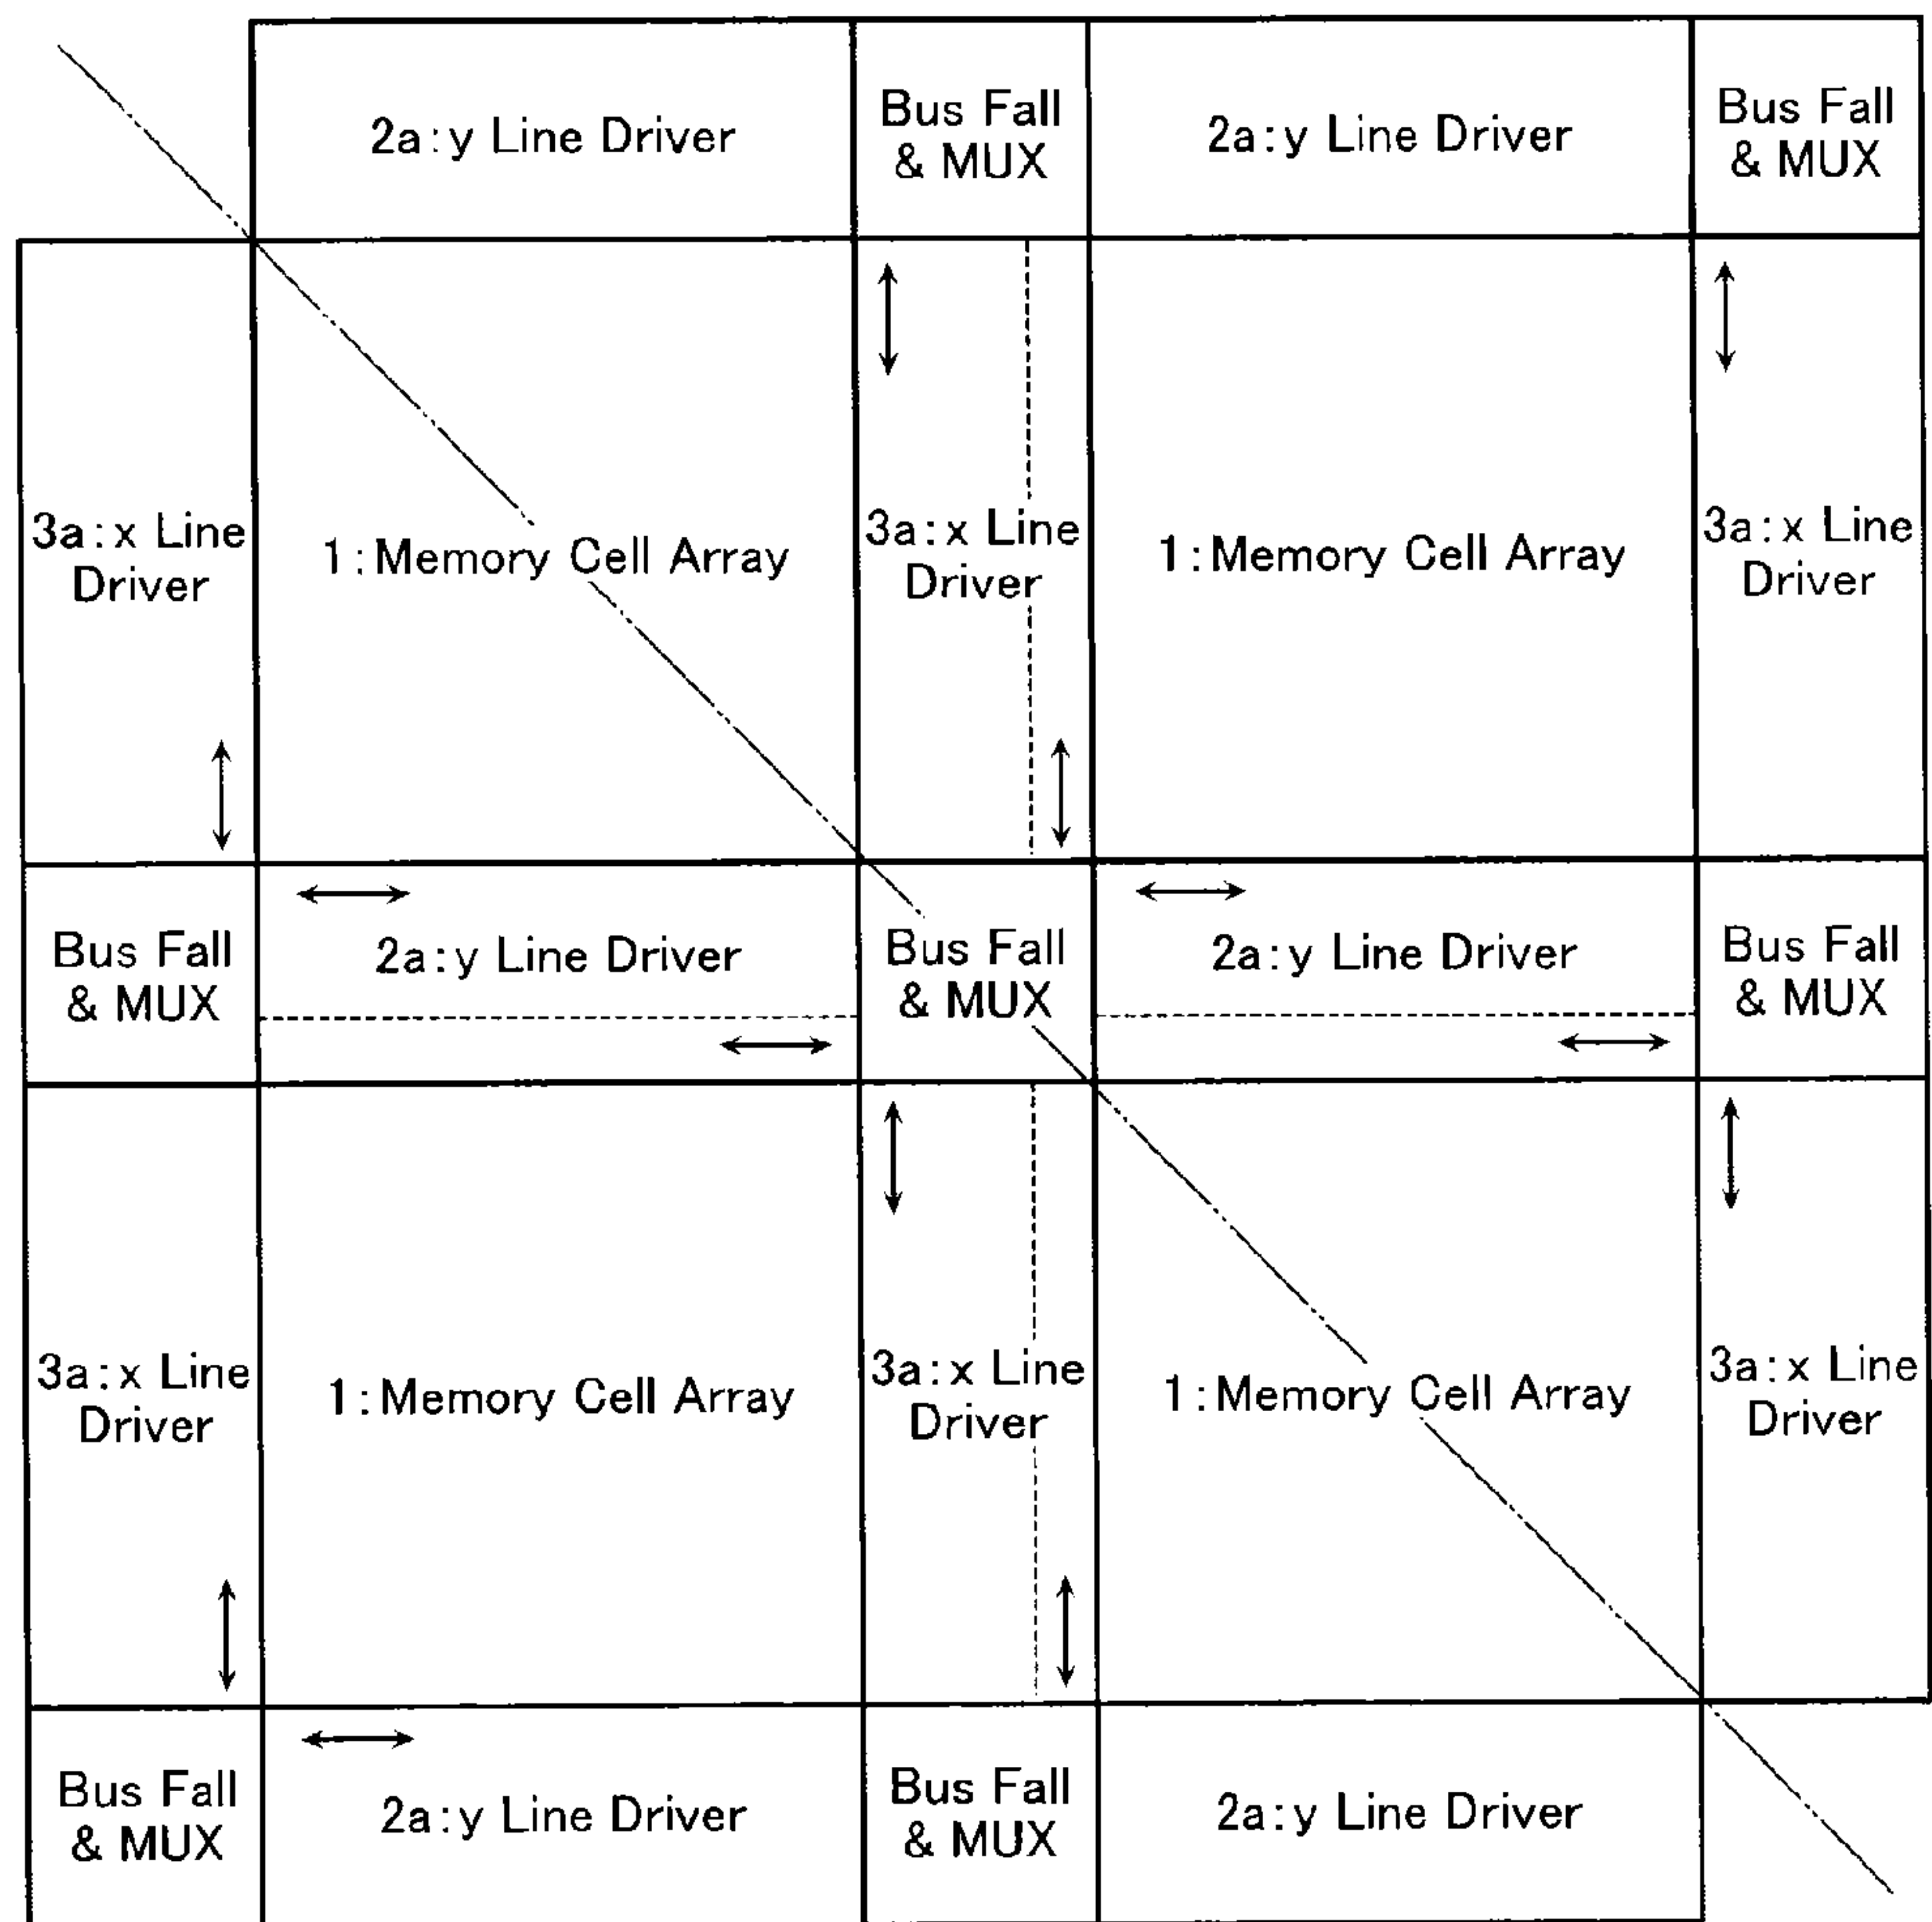 2a:y Line Driver
Bus Fall
& MUX
2a:y Line Driver
Bus Fall
& MUX
3a:x Line
Driver
1:Memory Cell Array
3a:x Line
Driver
1:Memory Cell Array
3a:x Line
Driver
Bus Fall
& MUX
2a:y Line Driver
Bus Fall
& MUX
2a:y Line Driver
Bus Fall
& MUX
3a:x Line
Driver
1:Memory Cell Array
3a:x Line
Driver
1:Memory Cell Array
3a:x Line
Driver
Bus Fall
& MUX
2a:y Line Driver
Bus Fall
& MUX
2a:y Line Driver